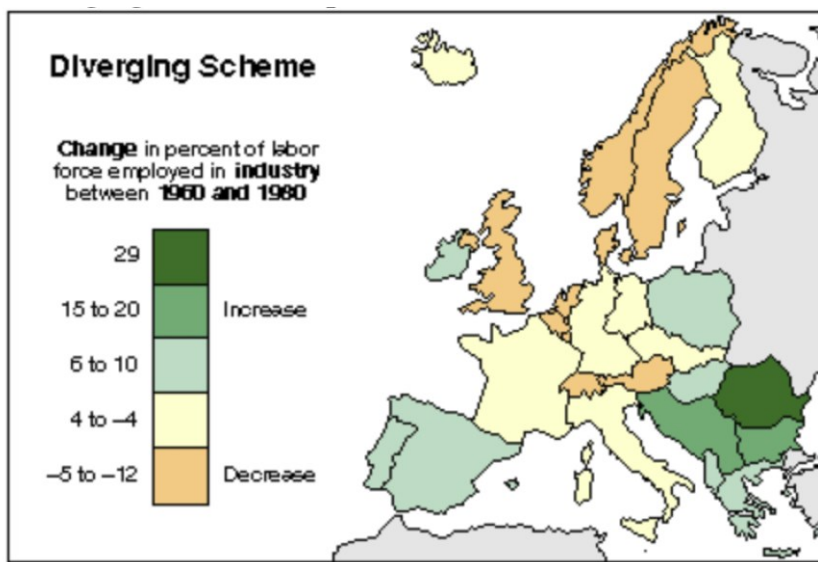 Diverging Scheme
Change in percent of labor
force employed in industry
between 1960 and 1980
29
15 to 20 Increase
6 to 10
4 to –4
–5 to –12 Decrease